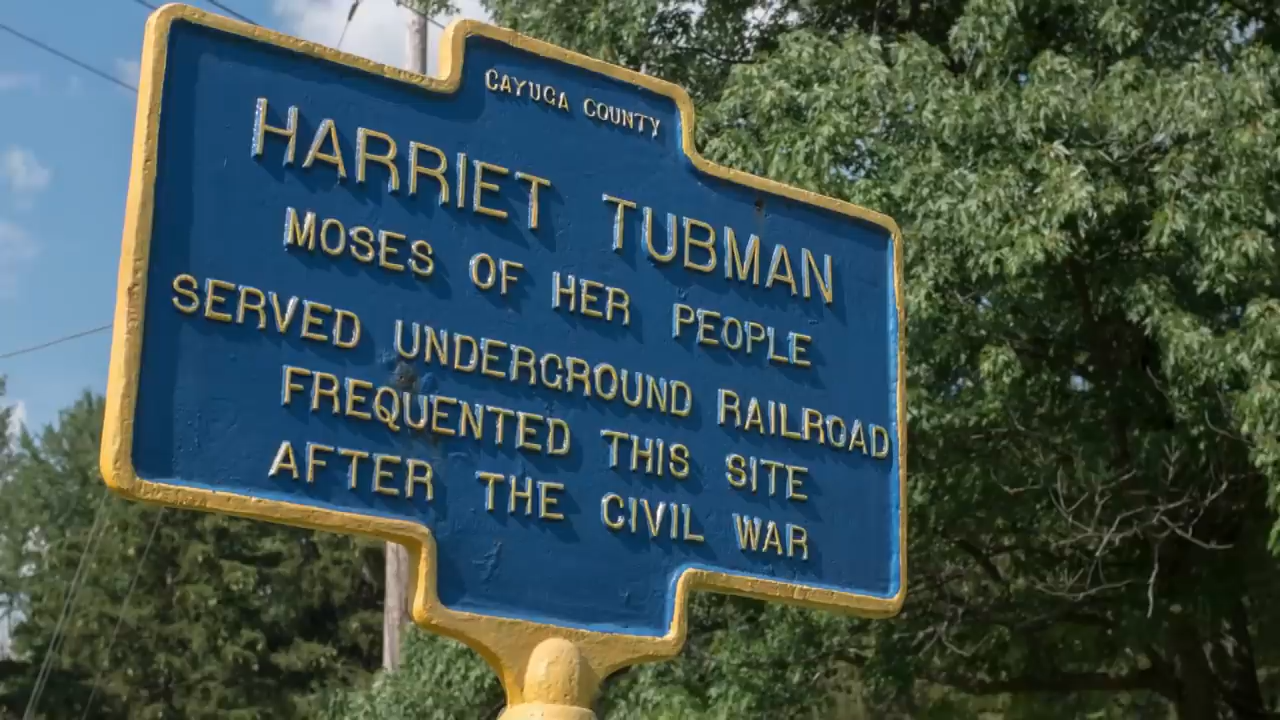 CAYUGA COUNTY
HARRIET TUBMAN
MOSES OF HER PEOPLE
SERVED UNDERGROUND RAILROAD
FREQUENTED THIS SITE
AFTER THE CIVIL WAR